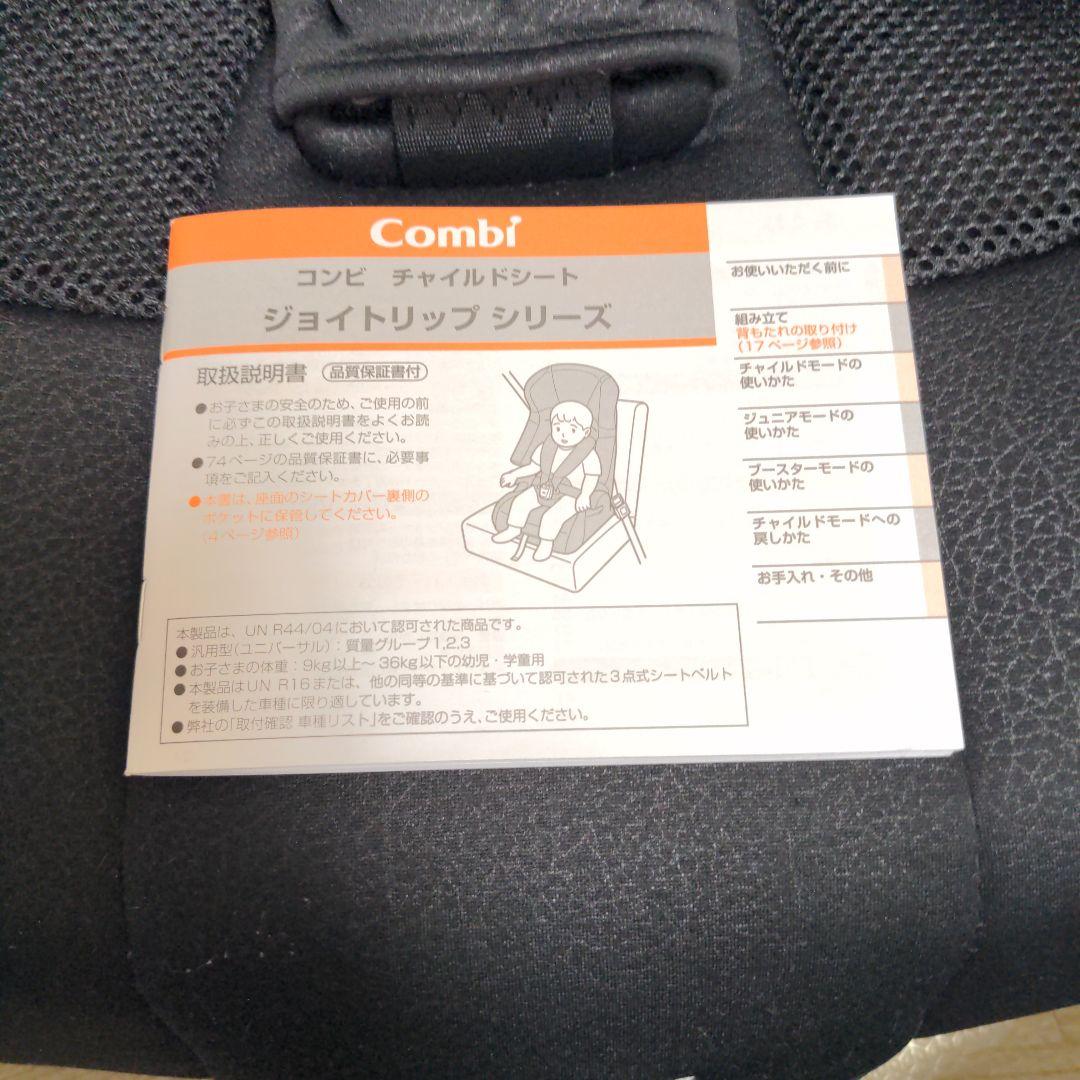 Combi
コンビ チャイルドシート
ジョイトリップ シリーズ
取扱説明書 品質保証書付
●お子さまの安全のため、ご使用の前
に必ずこの取扱説明書をよくお読
みの上、正しくご使用ください。
●74ページの品質保証書に、必要事
項をご記入ください。
●本書は、座面のシートカバー裏側の
ポケットに保管してください。
(4ページ参照)
お使いいただく前に
組み立て
背もたれの取り付け
(17ページ参照)
チャイルドモードの
使いかた
ジュニアモードの
使いかた
ブースターモードの
使いかた
チャイルドモードへの
戻しかた
お手入れ・その他
本製品は、UN R44/04において認可された商品です。
●汎用型(ユニバーサル):質量グループ1,2,3
●お子さまの体重:9kg以上〜36kg以下の幼児・学童用
●本製品はUN R16または、他の同等の基準に基づいて認可された3点式シートベルト
を装備した車種に限り適しています。
●弊社の「取付確認 車種リスト」をご確認のうえ、ご使用ください。